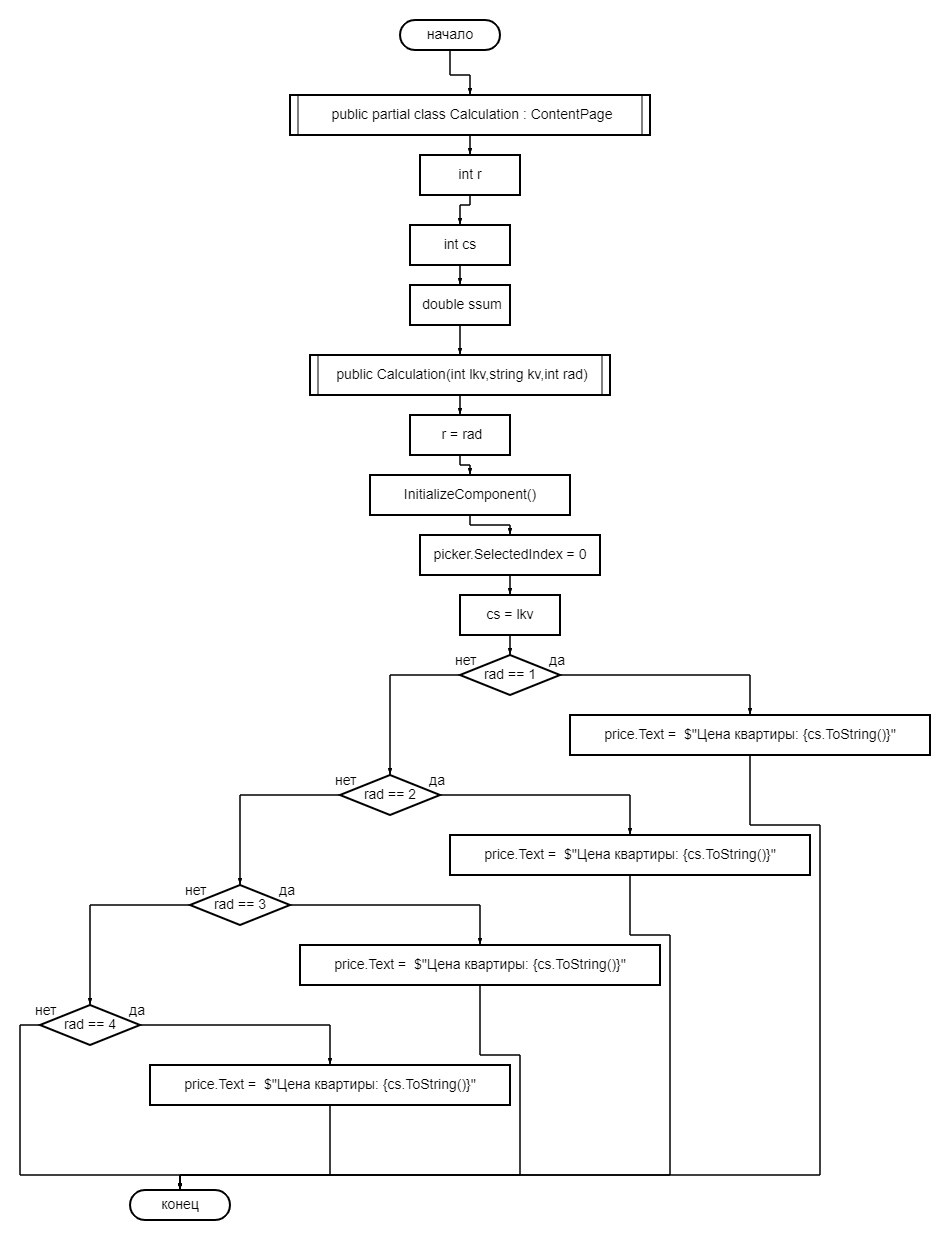 начало
public partial class Calculation : ContentPage
int r
int cs
double ssum
public Calculation(int lkv,string kv,int rad)
r = rad
InitializeComponent()
picker.SelectedIndex = 0
cs = lkv
нет
да
rad == 1
price.Text =  $"Цена квартиры: {cs.ToString()}"
нет
да
rad == 2
price.Text =  $"Цена квартиры: {cs.ToString()}"
нет
да
rad == 3
price.Text =  $"Цена квартиры: {cs.ToString()}"
нет
да
rad == 4
price.Text =  $"Цена квартиры: {cs.ToString()}"
конец